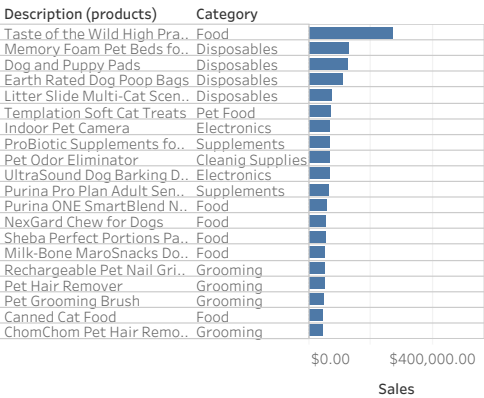 Description (products) Category
Taste of the Wild High Pra.. Food
Memory Foam Pet Beds fo.. Disposables
Dog and Puppy Pads Disposables
Earth Rated Dog Poop Bags Disposables
Litter Slide Multi-Cat Scen.. Disposables
Templation Soft Cat Treats Pet Food
Indoor Pet Camera Electronics
ProBiotic Supplements fo.. Supplements
Pet Odor Eliminator Cleanig Supplies
UltraSound Dog Barking D.. Electronics
Purina Pro Plan Adult Sen.. Supplements
Purina ONE SmartBlend N.. Food
NexGard Chew for Dogs Food
Sheba Perfect Portions Pa.. Food
Milk-Bone MaroSnacks Do.. Food
Rechargeable Pet Nail Gri.. Grooming
Pet Hair Remover Grooming
Pet Grooming Brush Grooming
Canned Cat Food Food
ChomChom Pet Hair Remo.. Grooming
$0.00 $400,000.00
Sales